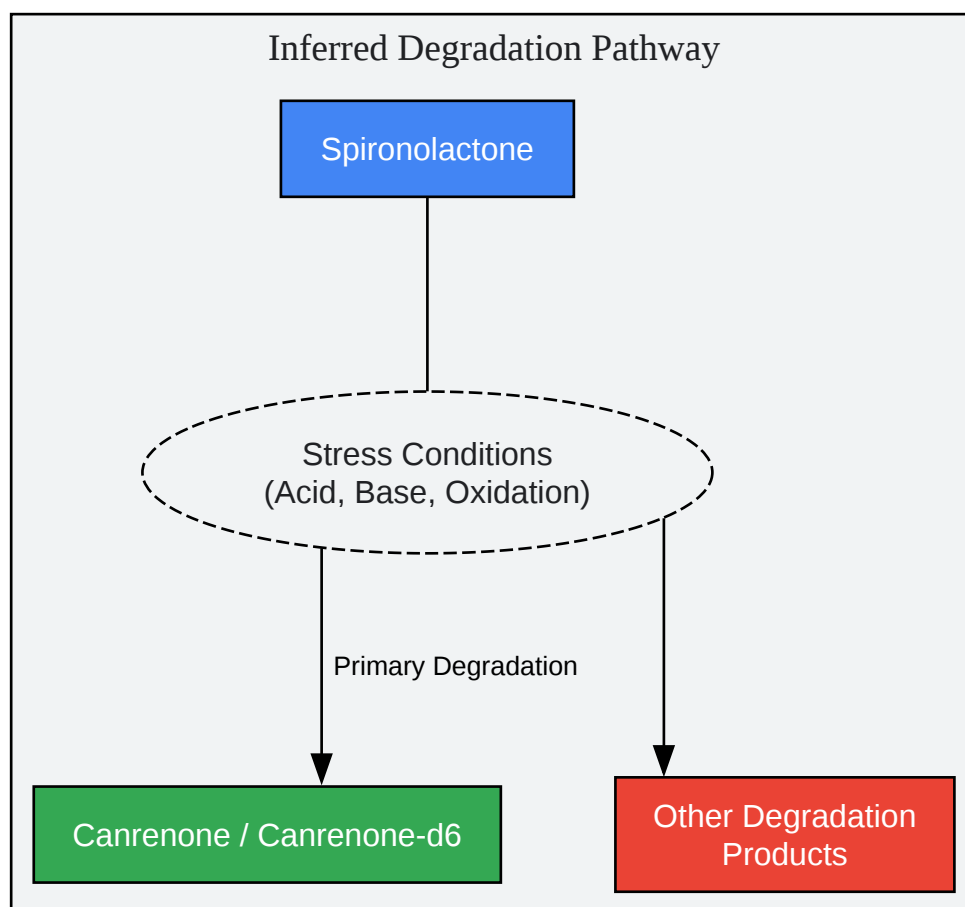 Inferred Degradation Pathway
Spironolactone
Stress Conditions
(Acid, Base, Oxidation)
Primary Degradation
Canrenone / Canrenone-d6
Other Degradation
Products